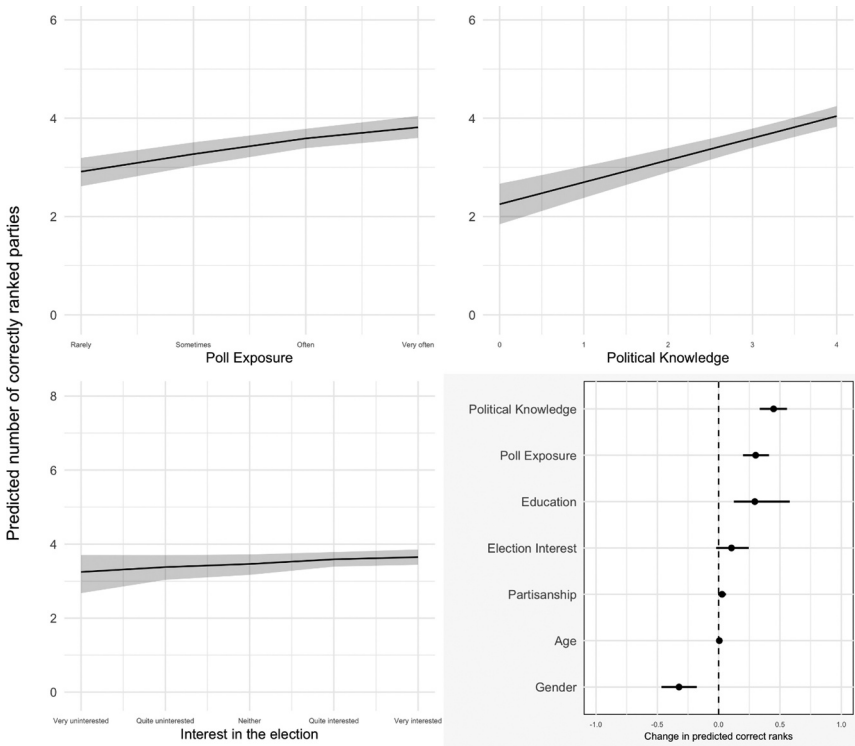 Predicted number of correctly ranked parties
6
4
2
0
Rarely Sometimes Often Very often
Poll Exposure
6
4
2
0
0 1 2 3 4
Political Knowledge
8
6
4
2
0
Very uninterested Quite uninterested Neither Quite interested Very interested
Interest in the election
Political Knowledge
Poll Exposure
Education
Election Interest
Partisanship
Age
Gender
-1.0 -0.5 0.0 0.5 1.0
Change in predicted correct ranks